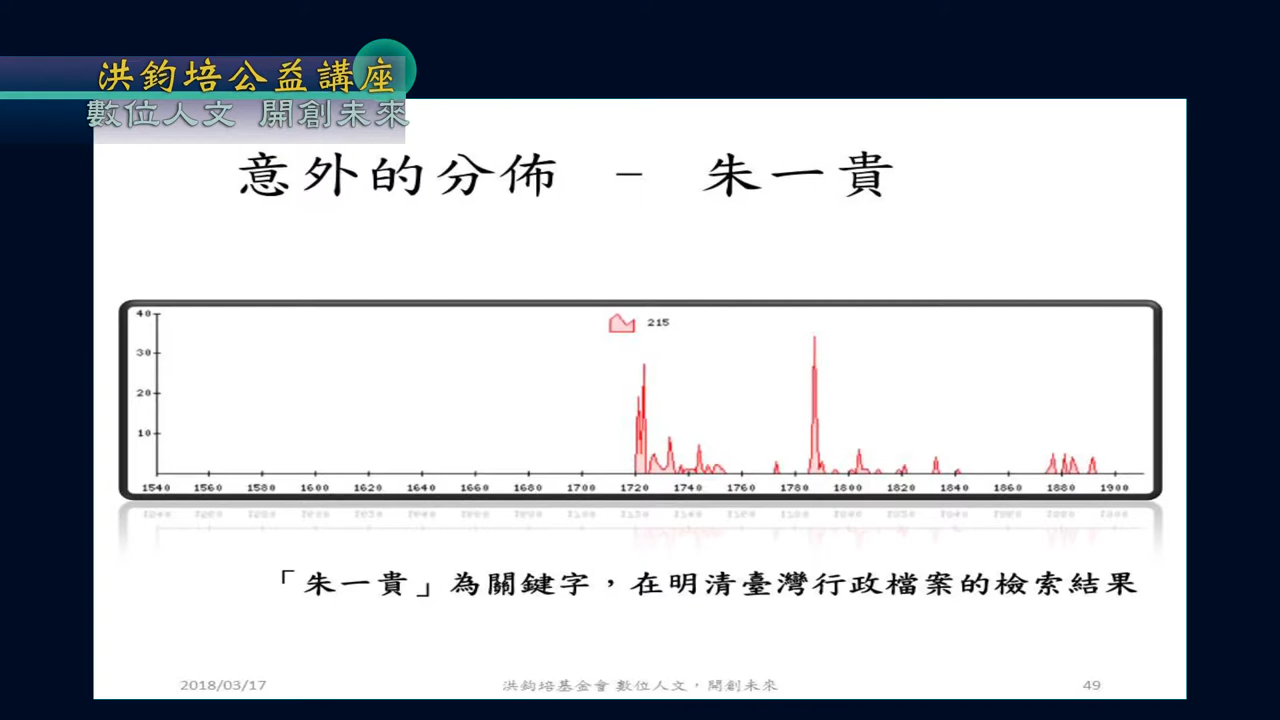 洪鈞培公益講座
數位人文 開創未來
意外的分佈 – 朱一貴
40
30
20
10
215
1540 1560 1580 1600 1620 1640 1660 1680 1700 1720 1740 1760 1780 1800 1820 1840 1860 1880 1900
「朱一貴」為關鍵字，在明清臺灣行政檔案的檢索結果
2018/03/17 洪鈞培基金會 數位人文，開創未來 49